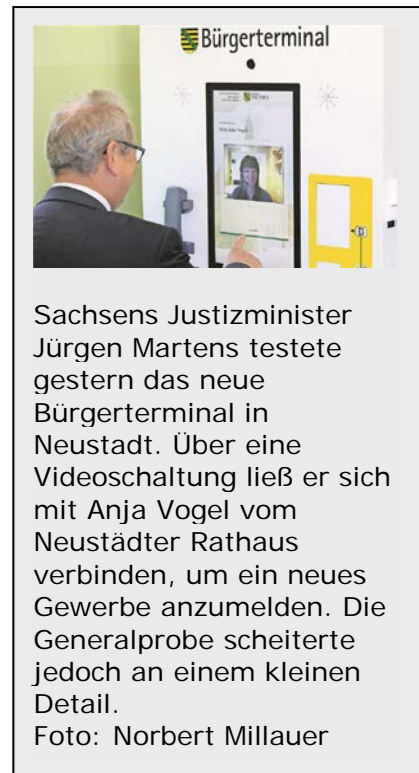 Bürgerterminal
Sachsens Justizminister
Jürgen Martens testete
gestern das neue
Bürgerterminal in
Neustadt. Über eine
Videoschaltung ließ er sich
mit Anja Vogel vom
Neustädter Rathaus
verbinden, um ein neues
Gewerbe anzumelden. Die
Generalprobe scheiterte
jedoch an einem kleinen
Detail.
Foto: Norbert Millauer